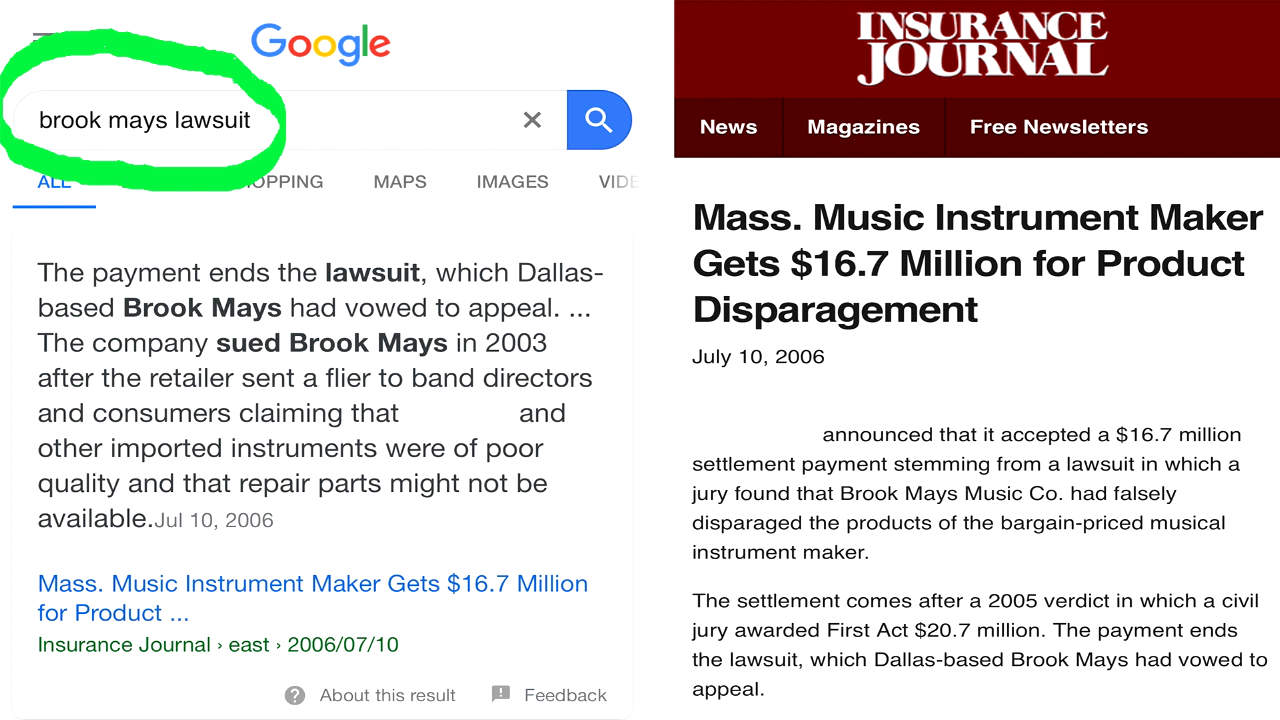 Google
brook mays lawsuit
ALL
SHOPPING
MAPS
IMAGES
The payment ends the lawsuit, which Dallas-
based Brook Mays had vowed to appeal. ...
The company sued Brook Mays in 2003
after the retailer sent a flier to band directors
and consumers claiming that and
other imported instruments were of poor
quality and that repair parts might not be
available.Jul 10, 2006
Mass. Music Instrument Maker Gets $16.7 Million
for Product ...
Insurance Journal › east › 2006/07/10
About this result
Feedback
INSURANCE
JOURNAL
News
Magazines
Free Newsletters
Mass. Music Instrument Maker
Gets $16.7 Million for Product
Disparagement
July 10, 2006
announced that it accepted a $16.7 million
settlement payment stemming from a lawsuit in which a
jury found that Brook Mays Music Co. had falsely
disparaged the products of the bargain-priced musical
instrument maker.
The settlement comes after a 2005 verdict in which a civil
jury awarded First Act $20.7 million. The payment ends
the lawsuit, which Dallas-based Brook Mays had vowed to
appeal.